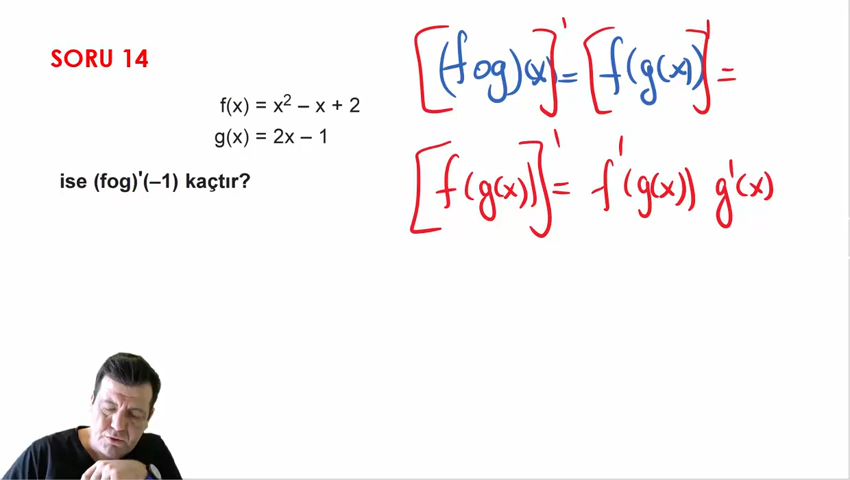 SORU 14
f(x) = x² – x + 2
g(x) = 2x – 1
ise (fog)'(–1) kaçtır?
[(fog)(x)]' = [f(g(x))]' =
[f(g(x))]' = f'(g(x)) g'(x)